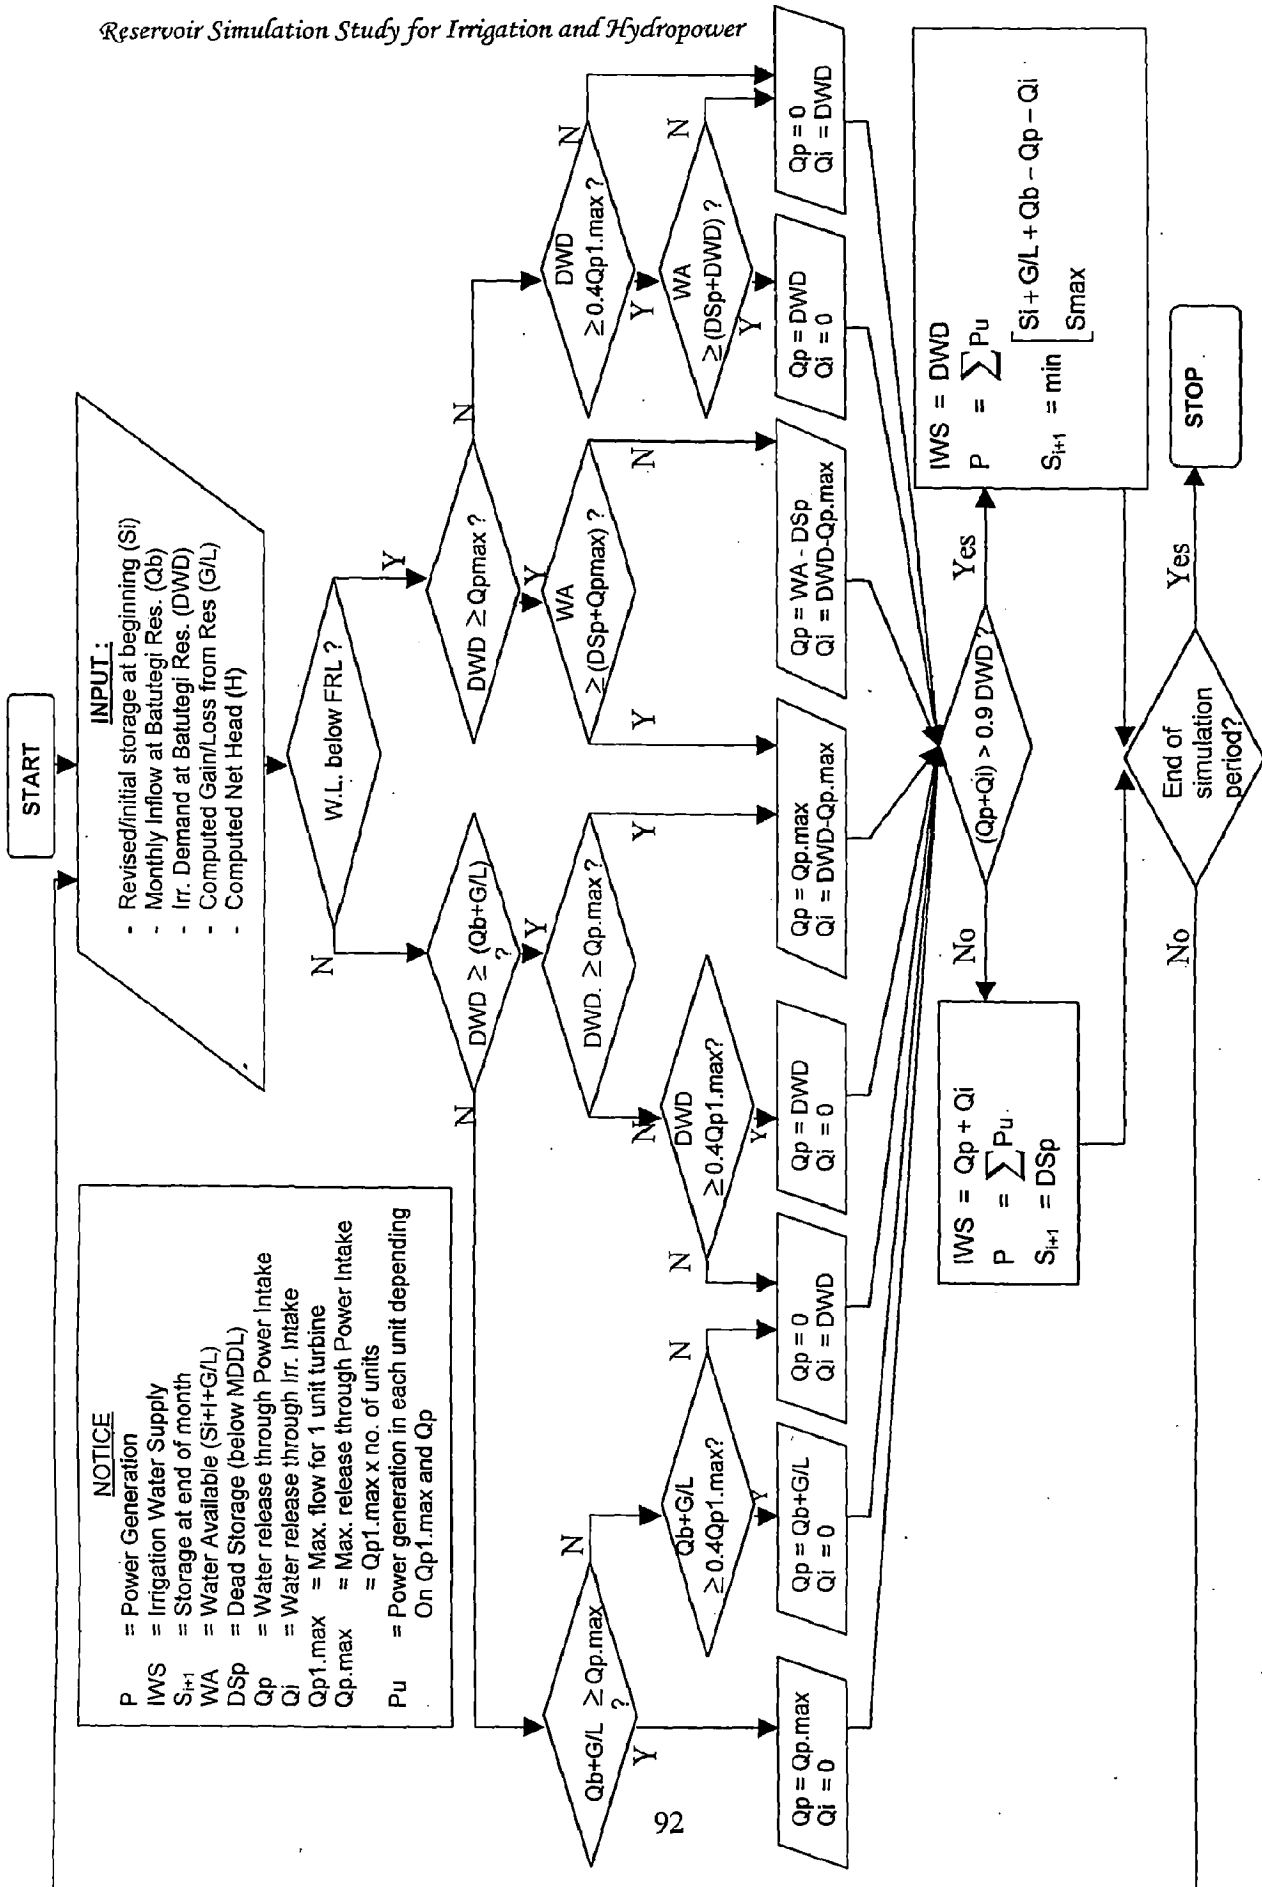 Reservoir Simulation Study for Irrigation and Hydropower
START
INPUT :
- Revised/initial storage at beginning (Si)
- Monthly Inflow at Batutegi Res. (Qb)
- Irr. Demand at Batutegi Res. (DWD)
- Computed Gain/Loss from Res (G/L)
- Computed Net Head (H)
NOTICE
P = Power Generation
IWS = Irrigation Water Supply
Si+1 = Storage at end of month
WA = Water Available (Si+I+G/L)
DSp = Dead Storage (below MDDL)
Qp = Water release through Power Intake
Qi = Water release through Irr. Intake
Qp1.max = Max. flow for 1 unit turbine
Qp.max = Max. release through Power Intake
= Qp1.max x no. of units
Pu = Power generation in each unit depending
On Qp1.max and Qp
W.L. below FRL ?
N
Y
DWD ≥ (Qb+G/L)
?
N
Y
DWD ≥ Qpmax ?
Y
N
Qb+G/L ≥ Qp.max
?
N
Y
DWD. ≥ Qp.max ?
N
Y
WA
≥ (DSp+Qpmax) ?
Y
N
DWD
≥ 0.4Qp1.max ?
Y
N
Qb+G/L
≥ 0.4Qp1.max?
Y
N
DWD
≥ 0.4Qp1.max?
N
Y
WA
≥ (DSp+DWD) ?
Y
N
Qp = Qp.max
Qi = 0
Qp = Qb+G/L
Qi = 0
Qp = 0
Qi = DWD
Qp = DWD
Qi = 0
Qp = Qp.max
Qi = DWD-Qp.max
Qp = WA - DSp
Qi = DWD-Qp.max
Qp = DWD
Qi = 0
Qp = 0
Qi = DWD
(Qp+Qi) > 0.9 DWD ?
No
Yes
IWS = Qp + Qi
P = ∑ Pu
Si+1 = DSp
IWS = DWD
P = ∑ Pu
Si+1 = min [ Si + G/L + Qb – Qp – Qi
Smax
End of
simulation
period?
No
Yes
STOP
92